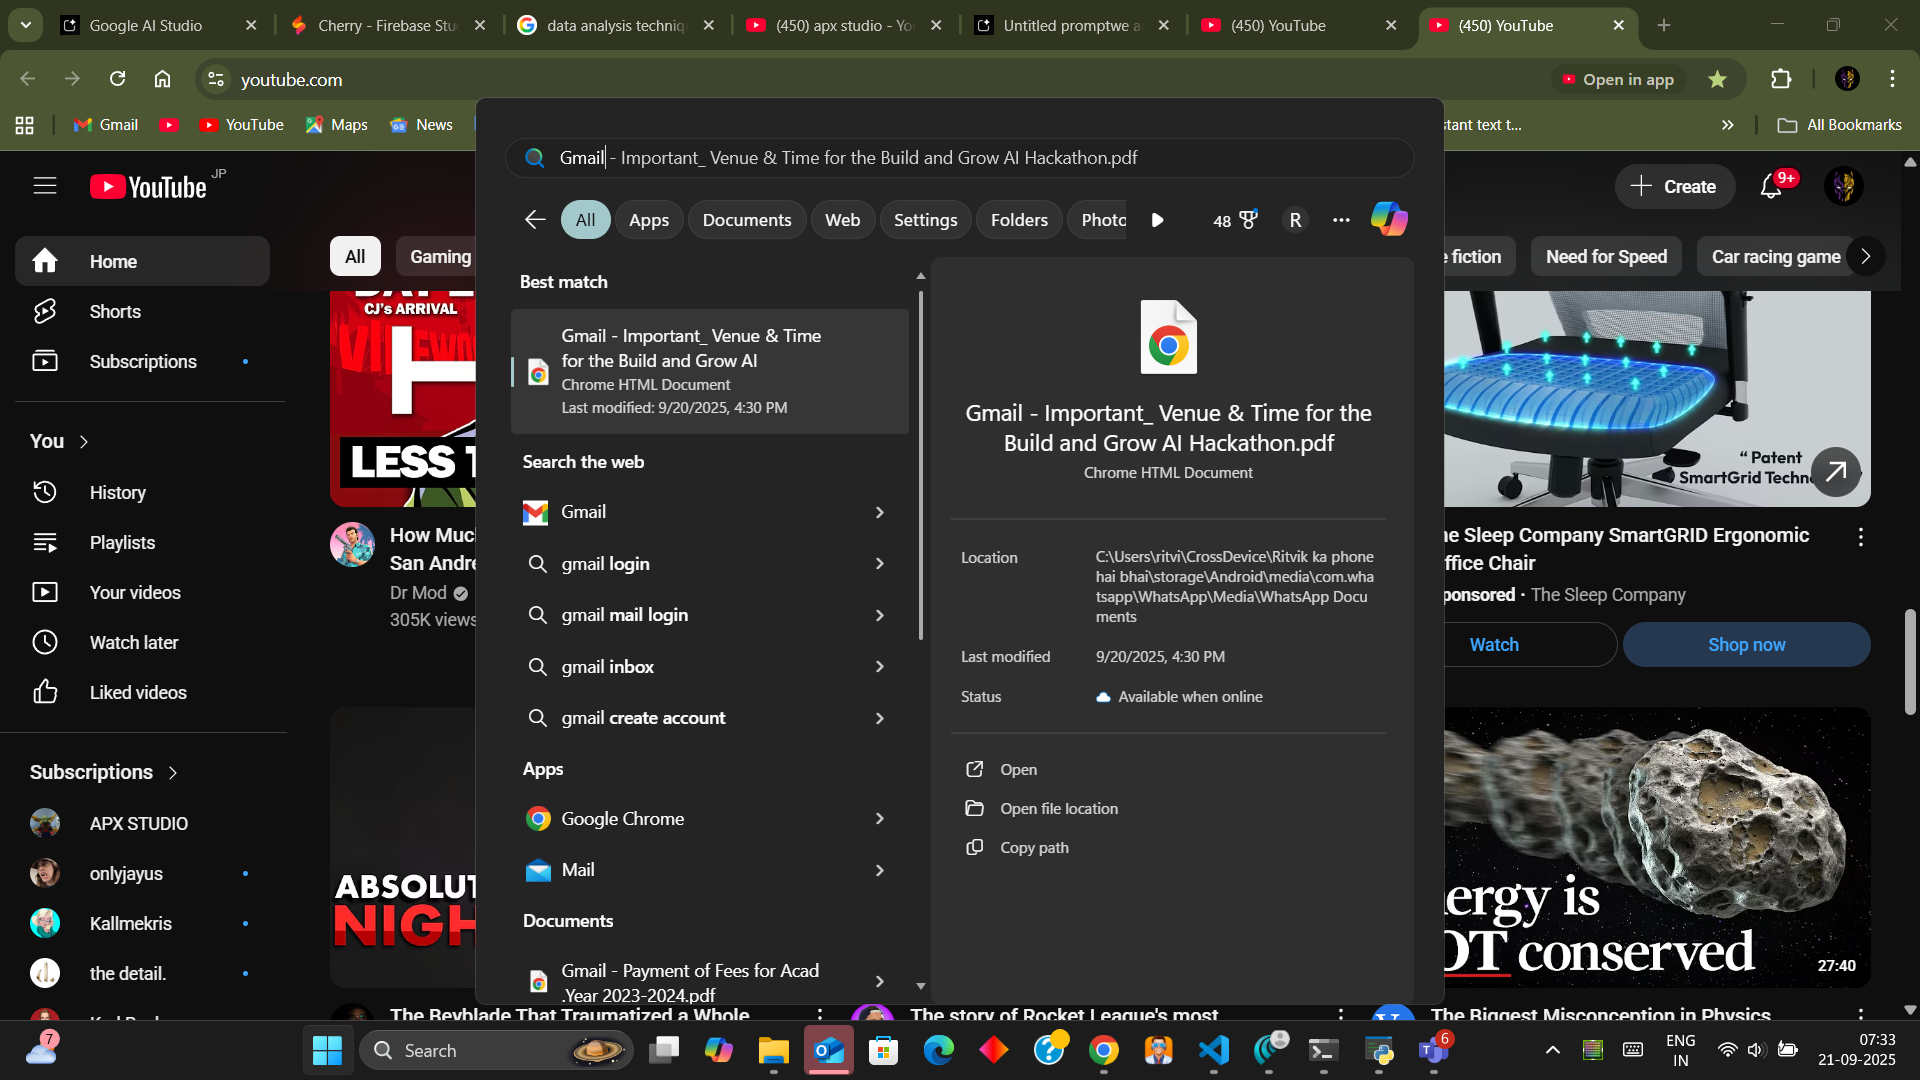 Google AI Studio
Cherry - Firebase Stu
data analysis techniqu
(450) apx studio - Yo
Untitled promptwe a
(450) YouTube
(450) YouTube
youtube.com
Open in app
Gmail
YouTube
Maps
News
stant text t...
All Bookmarks
YouTube JP
Create
9+
Gmail - Important_ Venue & Time for the Build and Grow AI Hackathon.pdf
All
Apps
Documents
Web
Settings
Folders
Photo
48
R
Home
Shorts
Subscriptions
You
History
Playlists
Your videos
Watch later
Liked videos
Subscriptions
APX STUDIO
onlyjayus
Kallmekris
the detail.
All
Gaming
e fiction
Need for Speed
Car racing game
CJ's ARRIVAL
LESS T
How Muc
San Andre
Dr Mod
305K views
ABSOLUT
NIGH
The Beyblade That Traumatized a Whole
Best match
Gmail - Important_ Venue & Time
for the Build and Grow AI
Chrome HTML Document
Last modified: 9/20/2025, 4:30 PM
Search the web
Gmail
gmail login
gmail mail login
gmail inbox
gmail create account
Apps
Google Chrome
Mail
Documents
Gmail - Payment of Fees for Acad
.Year 2023-2024.pdf
Gmail - Important_ Venue & Time for the
Build and Grow AI Hackathon.pdf
Chrome HTML Document
Location
C:\Users\ritvi\CrossDevice\Ritvik ka phone
hai bhai\storage\Android\media\com.wha
tsapp\WhatsApp\Media\WhatsApp Docu
ments
Last modified
9/20/2025, 4:30 PM
Status
Available when online
Open
Open file location
Copy path
The story of Rocket League's most
“ Patent
SmartGrid Techn
he Sleep Company SmartGRID Ergonomic
ffice Chair
ponsored · The Sleep Company
Watch
Shop now
ergy is
OT conserved
27:40
The Biggest Misconception in Physics
7
Search
6
ENG
IN
07:33
21-09-2025